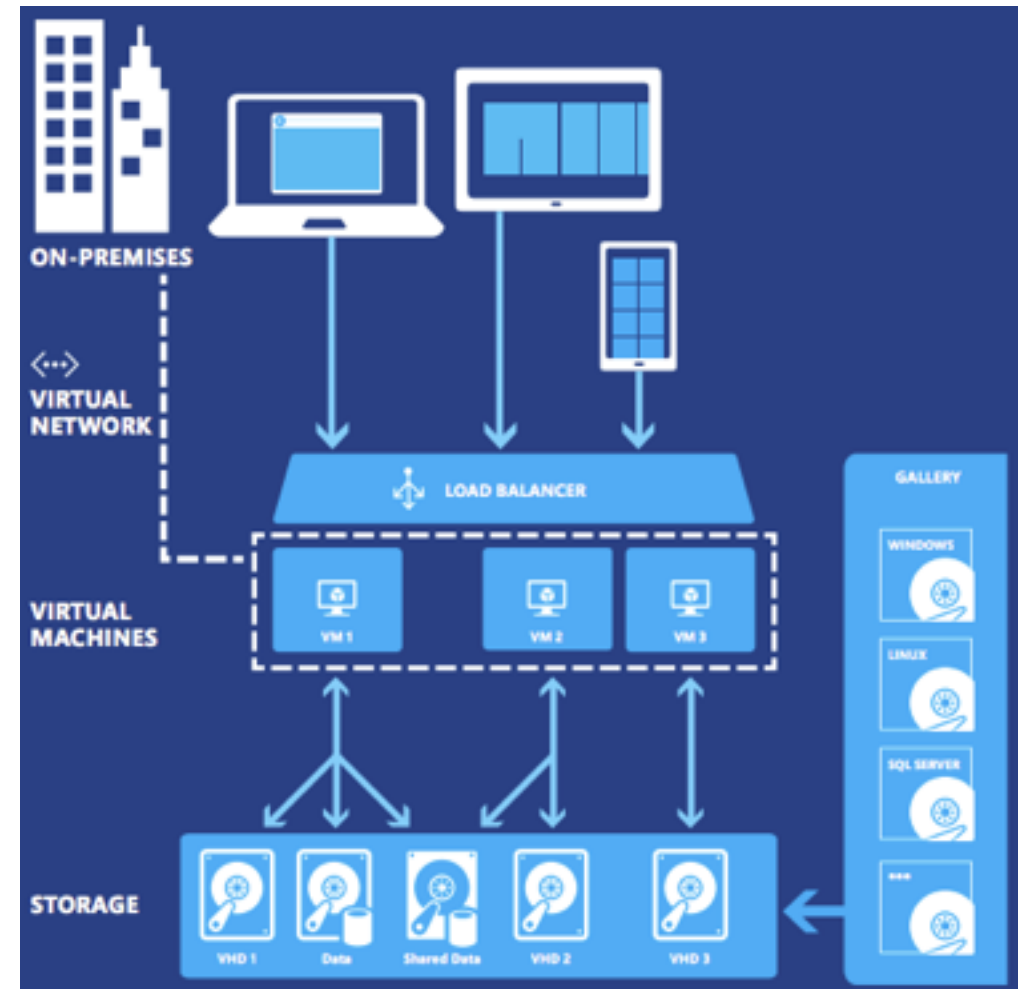 ON-PREMISES
VIRTUAL
NETWORK
LOAD BALANCER
GALLERY
WINDOWS
VIRTUAL
MACHINES
VM 1
VM 2
VM 3
LINUX
SQL SERVER
STORAGE
VHD 1
Data
Shared Data
VHD 2
VHD 3